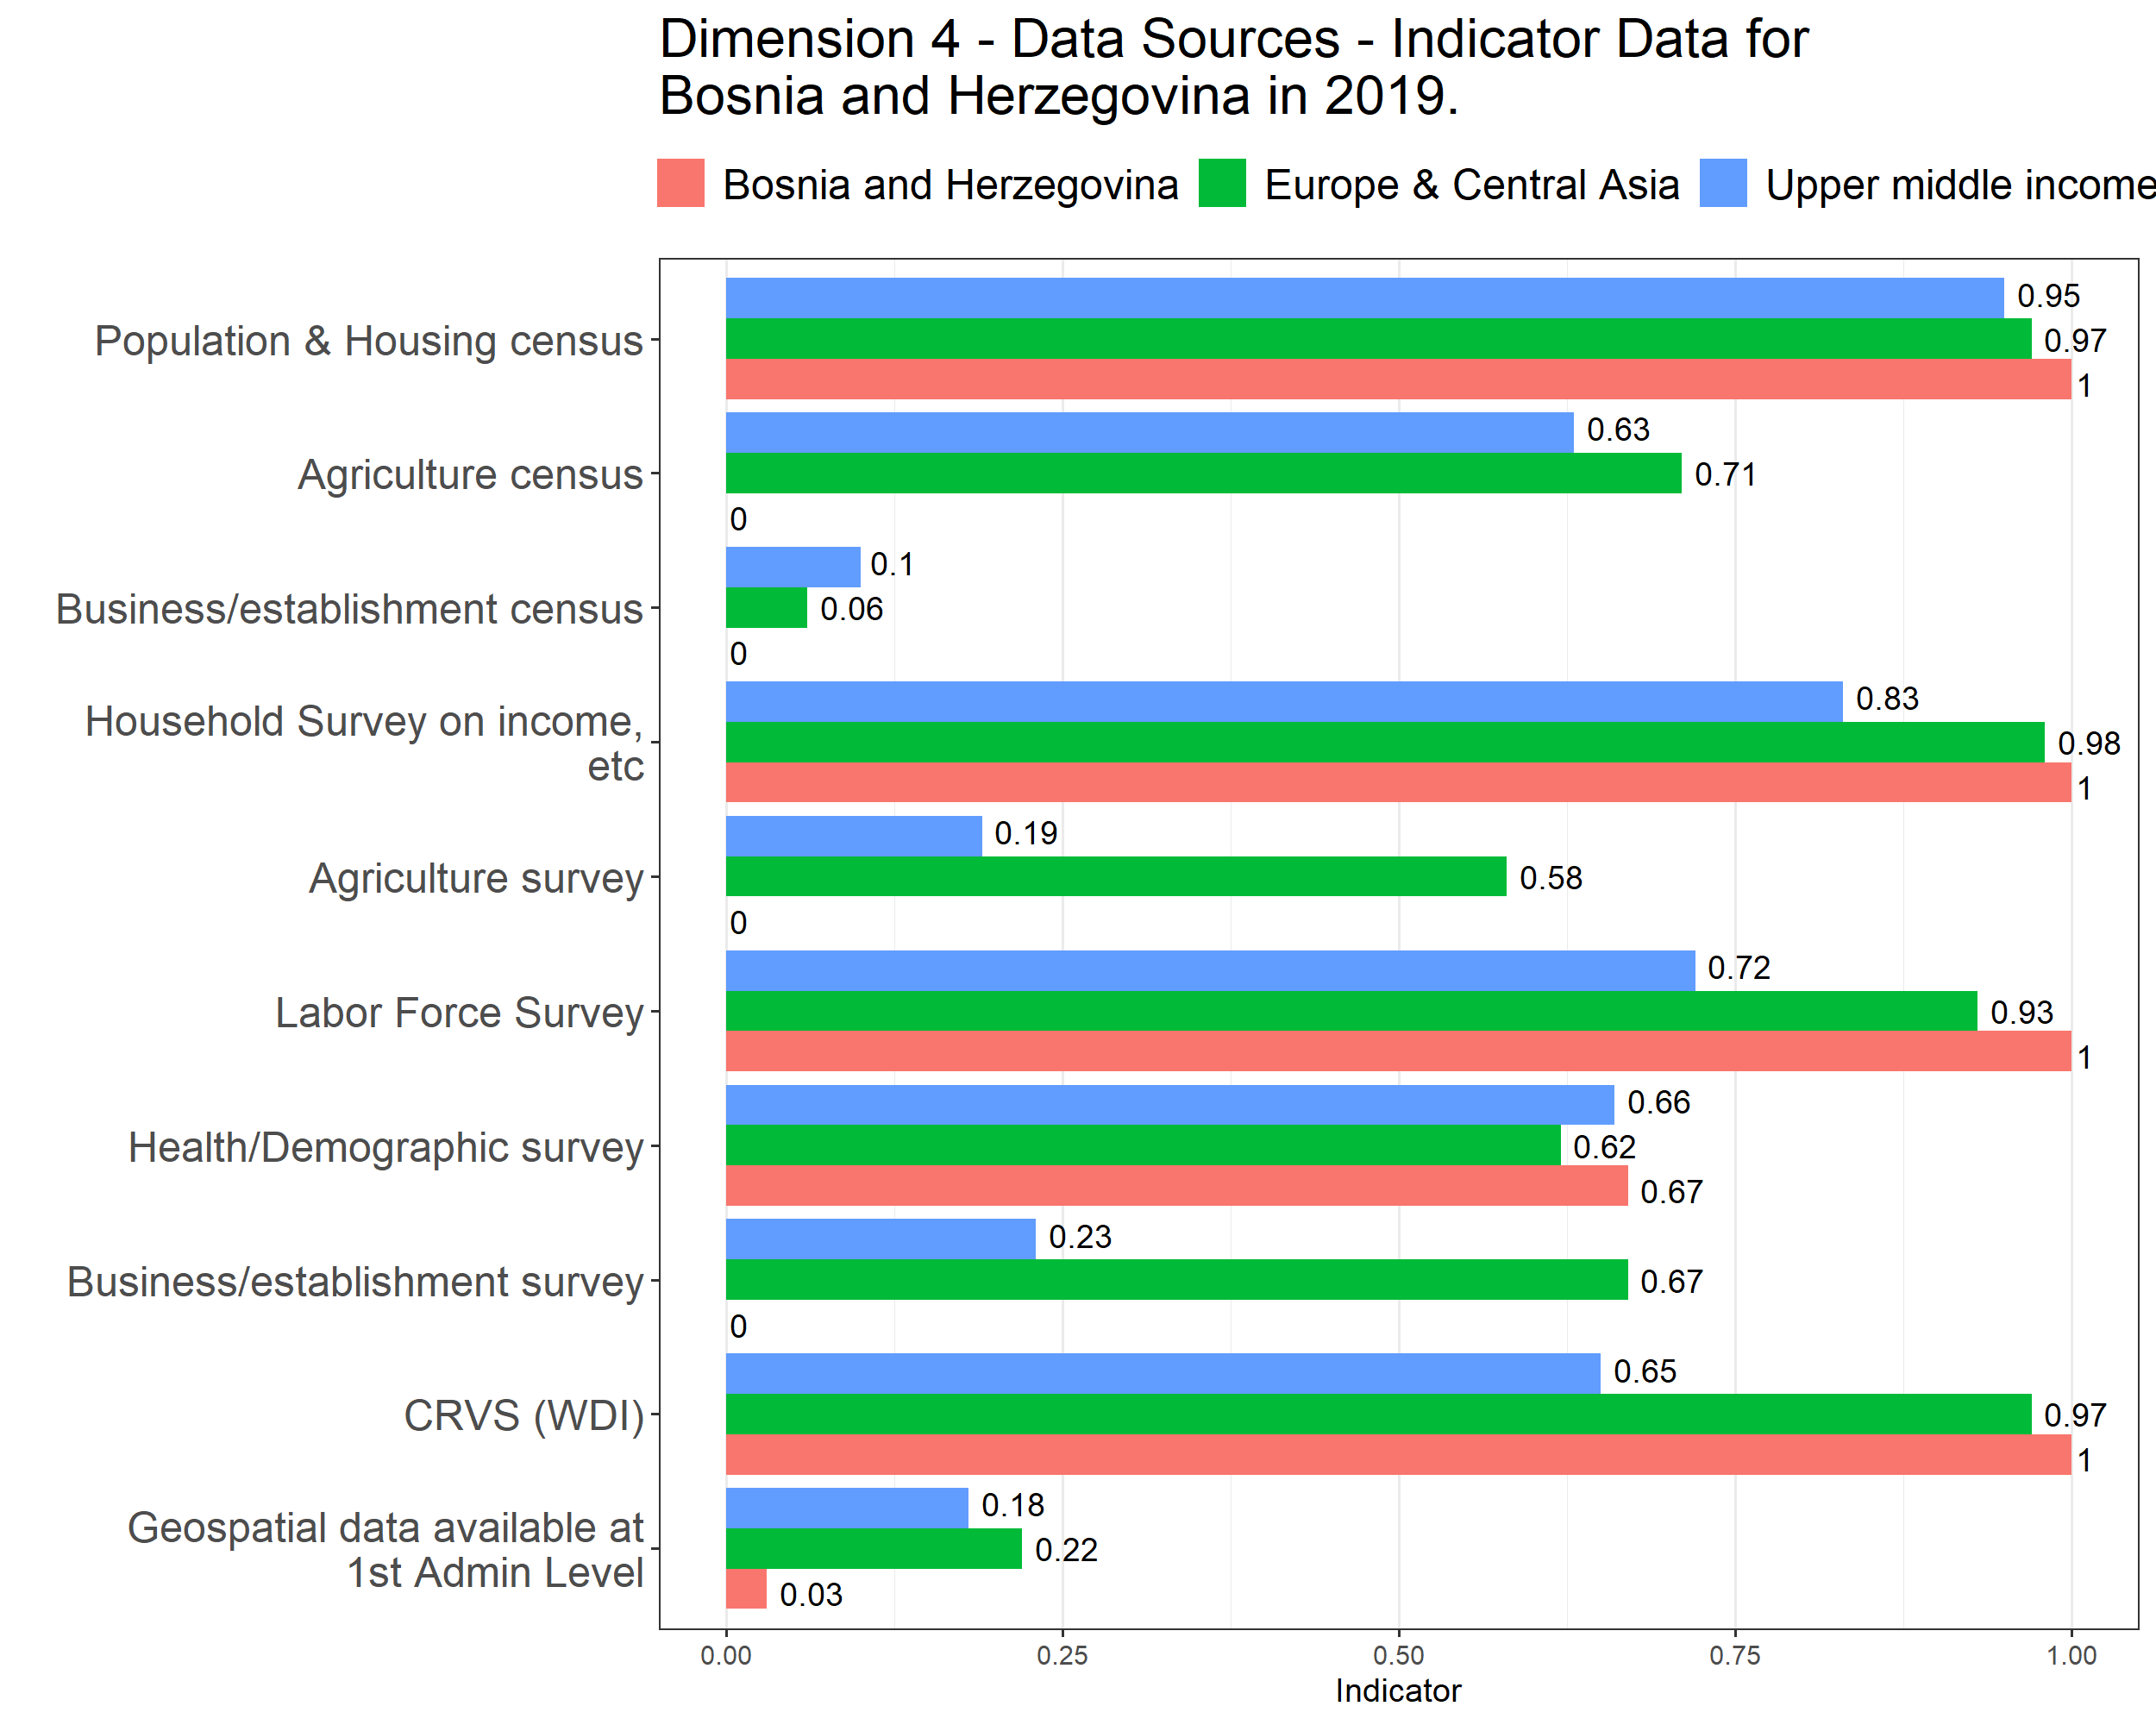 Dimension 4 - Data Sources - Indicator Data for
Bosnia and Herzegovina in 2019.
Bosnia and Herzegovina Europe & Central Asia Upper middle income
Population & Housing census
0.95
0.97
1
Agriculture census
0.63
0.71
0
Business/establishment census
0.1
0.06
0
Household Survey on income,
etc
0.83
0.98
1
Agriculture survey
0.19
0.58
0
Labor Force Survey
0.72
0.93
1
Health/Demographic survey
0.66
0.62
0.67
Business/establishment survey
0.23
0.67
0
CRVS (WDI)
0.65
0.97
1
Geospatial data available at
1st Admin Level
0.18
0.22
0.03
0.00 0.25 0.50 0.75 1.00
Indicator